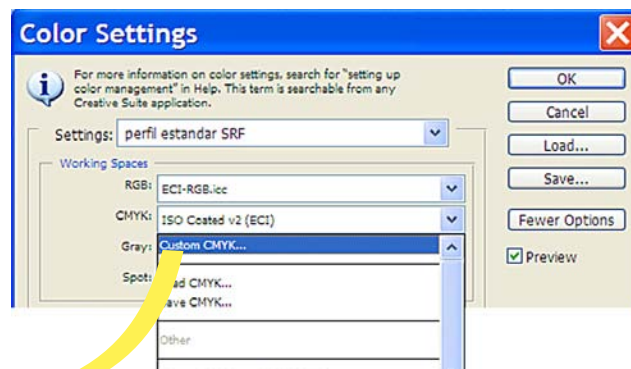 Color Settings
For more information on color settings, search for "setting up
color management" in Help. This term is searchable from any
Creative Suite application.
OK
Cancel
Settings: perfil estandar SRF
Load...
Working Spaces
Save...
RGB: ECI-RGB.icc
CMYK: ISO Coated v2 (ECI)
Fewer Options
Gray: Custom CMYK...
Preview
Spot:
CMYK...
CMYK...
Other